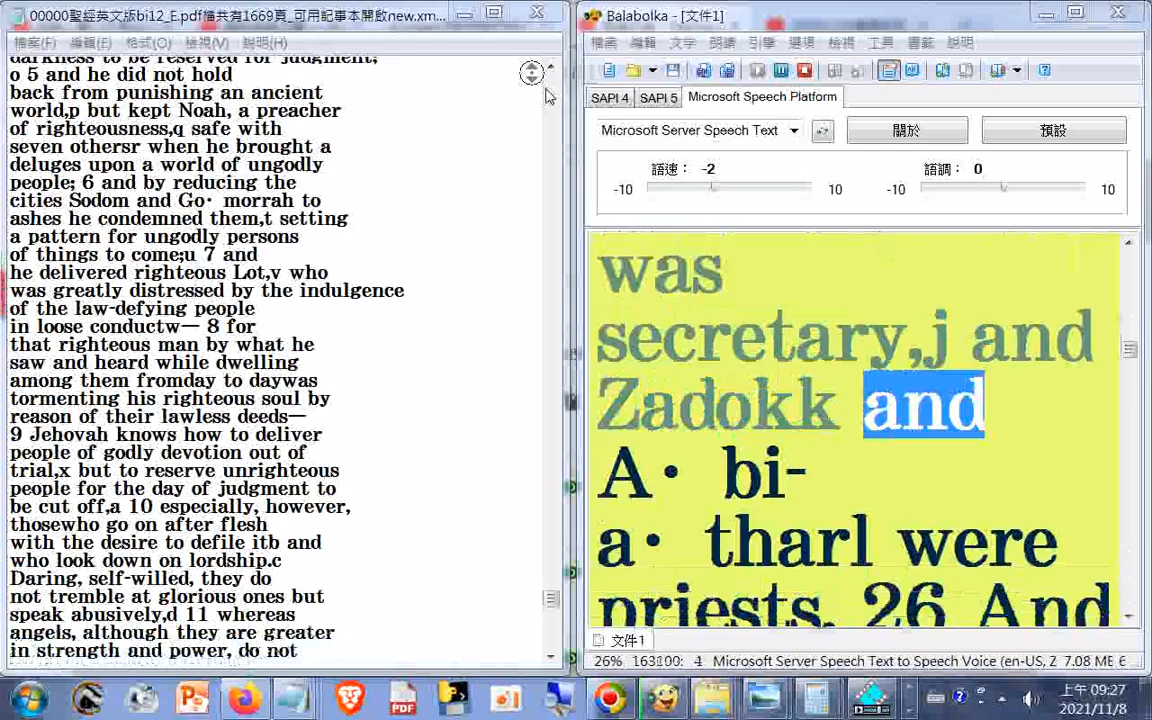 00000聖經英文版bi12_E.pdf檔共有1669頁_可用記事本開啟new.xm...
檔案(F) 編輯(E) 格式(O) 檢視(V) 說明(H)
darkness to be reserved for judgment;
o 5 and he did not hold
back from punishing an ancient
world,p but kept Noah, a preacher
of righteousness,q safe with
seven othersr when he brought a
deluges upon a world of ungodly
people; 6 and by reducing the
cities Sodom and Go· morrah to
ashes he condemned them,t setting
a pattern for ungodly persons
of things to come;u 7 and
he delivered righteous Lot,v who
was greatly distressed by the indulgence
of the law-defying people
in loose conductw— 8 for
that righteous man by what he
saw and heard while dwelling
among them fromday to daywas
tormenting his righteous soul by
reason of their lawless deeds—
9 Jehovah knows how to deliver
people of godly devotion out of
trial,x but to reserve unrighteous
people for the day of judgment to
be cut off,a 10 especially, however,
thosewho go on after flesh
with the desire to defile itb and
who look down on lordship.c
Daring, self-willed, they do
not tremble at glorious ones but
speak abusively,d 11 whereas
angels, although they are greater
in strength and power, do not
Balabolka - [文件1]
檔案 編輯 文字 朗讀 引擎 選項 檢視 工具 書籤 說明
SAPI 4 SAPI 5 Microsoft Speech Platform
Microsoft Server Speech Text 關於 預設
語速： -2 語調： 0
-10 10 -10 10
was
secretary,j and
Zadokk and
A· bi-
a· tharl were
priests. 26 And
文件1
26% 163100: 4 Microsoft Server Speech Text to Speech Voice (en-US, Z 7.08 MB 6
PDF
上午 09:27
2021/11/8